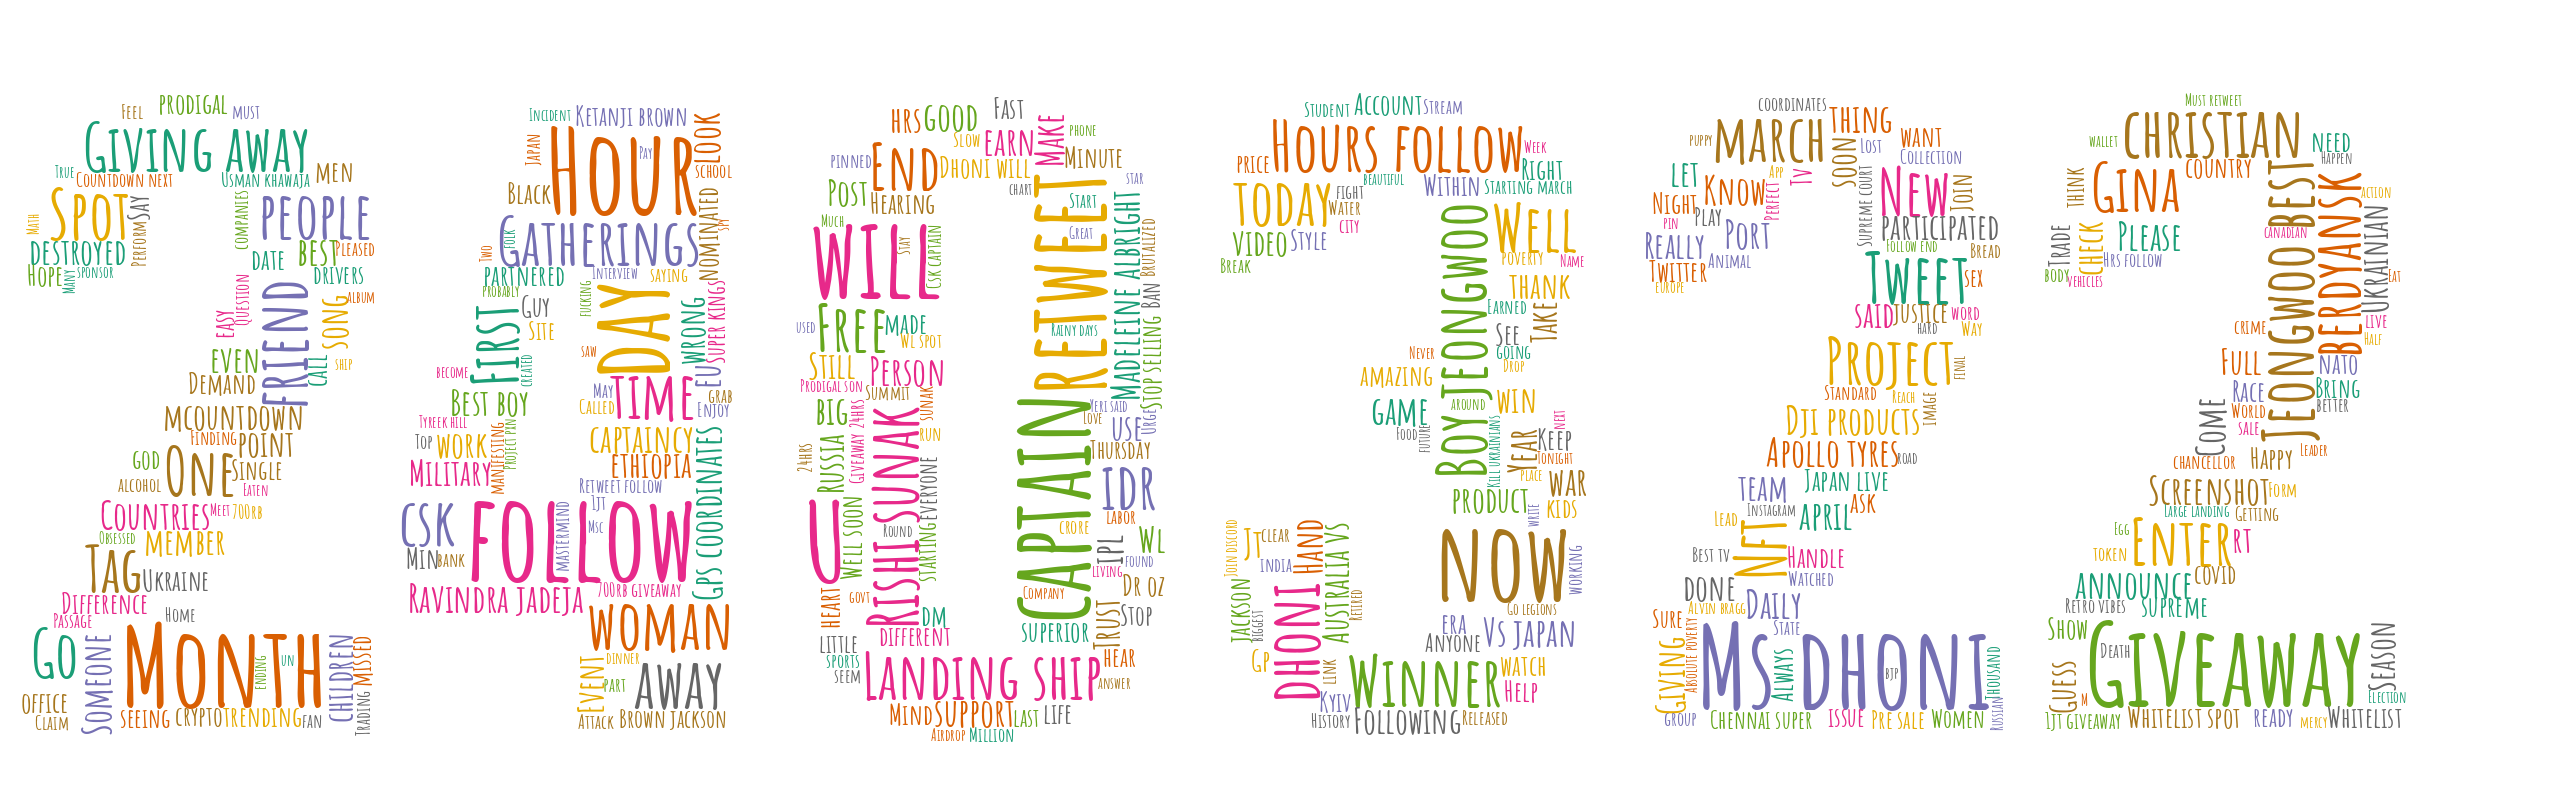 Feel
prodigal
must
Giving away
True
Countdown next
Usman khawaja
men
Spot
Math
Say
Perform
companies
people
destroyed
date
best
pleased
Hope
Many
sponsor
drivers
Question
easy
friend
song
album
even
call
ship
Demand
mcountdown
Finding
point
god
One
Single
alcohol
Eaten
Countries
Meet
700rb
Obsessed
member
Tag
Ukraine
Difference
Passage
Home
Go
Someone
Month
ending
un
children
missed
office
Claim
seeing
crypto
trending
fan
Trading
Incident
Ketanji brown
Japan
Hour
Pay
look
school
Black
nominated
Spy
Gatherings
Folk
Two
partnered
Interview
saying
Probably
fucking
Guy
Site
First
Day
wrong
Super kings
saw
become
created
EU
May
time
grab
Best boy
Called
Enjoy
Tyreek hill
captaincy
Top
work
manifesting
Project pxn
ethiopia
Military
Retweet follow
IJT
csk
follow
Msc
mastermind
Gps coordinates
Min
bank
Ravindra jadeja
700rb giveaway
woman
Event
dinner
part
away
Attack
Brown jackson
hrs
good
Fast
Slow
earn
Make
phone
pinned
End
Dhoni will
Minute
chart
star
Post
Hearing
Start
Much
will
Stay
csk captain
Great
retweet
Madeleine albright
brutalized
used
Free
made
Rainy days
wl spot
Stop selling
Ban
Still
Person
Prodigal son
Summit
Junak
Yeri said
Love
big
Giveaway 24hrs
Rishi sunak
run
use
urge
24hrs
Russia
everyone
Thursday
Captain
IDR
U
Well soon
Round
starting
crore
labor
IPL
Wl
found
living
heart
govt
Company
Dr oz
DM
different
superior
Trust
Stop
little
sports
seem
hear
Landing ship
answer
Mind
support
last
life
Airdrop
Million
Student
Account
Stream
price
Hours follow
Week
Right
beautiful
Within
Starting march
today
fight
Water
city
video
Style
Break
Boy jeongwoo
Well
Poverty
Name
thank
Earned
take
See
going
Never
Drop
amazing
game
around
win
Food
future
Kill ukrainians
next
Year
Keep
Tonight
place
war
product
write
kids
Join discord
JT
clear
India
hand
Australia vs
now
working
Jackson
biggest
dhoni
retired
Go legions
era
Anyone
Vs japan
GP
link
Winner
watch
Help
Kyiv
History
Following
Released
coordinates
puppy
march
thing
soon
Lost
want
Collection
let
Know
App
Tv
Perfect
Supreme court
New
join
Night
Play
pin
participated
Really
Port
Follow end
Bread
Twitter
Animal
Europe
Tweet
sex
said
justice
word
hard
Way
Project
final
Standard
Reach
Image
DJI products
Apollo tyres
road
team
Japan live
Instagram
ask
Lead
NFT
April
Best tv
Handle
Watched
done
Sure
Alvin bragg
Daily
State
Giving
Absolute poverty
Ms dhoni
Always
BJP
Thousand
group
Chennai super
issue
Pre sale
Women
Russian
Must retweet
wallet
christian
need
happen
think
Gina
country
action
Trade
check
Please
Canadian
Hrs follow
body
vehicles
Jeongwoo best
Berdyansk
Ukrainian
Eat
crime
live
Half
Full
NATO
Race
Bring
World
better
sale
Come
chancellor
Happy
Leader
Screenshot
Form
Large landing
Getting
Egg
Enter
RT
token
announce
covid
Retro vibes
supreme
Show
Death
Guess
M
Giveaway
Season
Election
IJT giveaway
Whitelist spot
ready
mercy
Whitelist